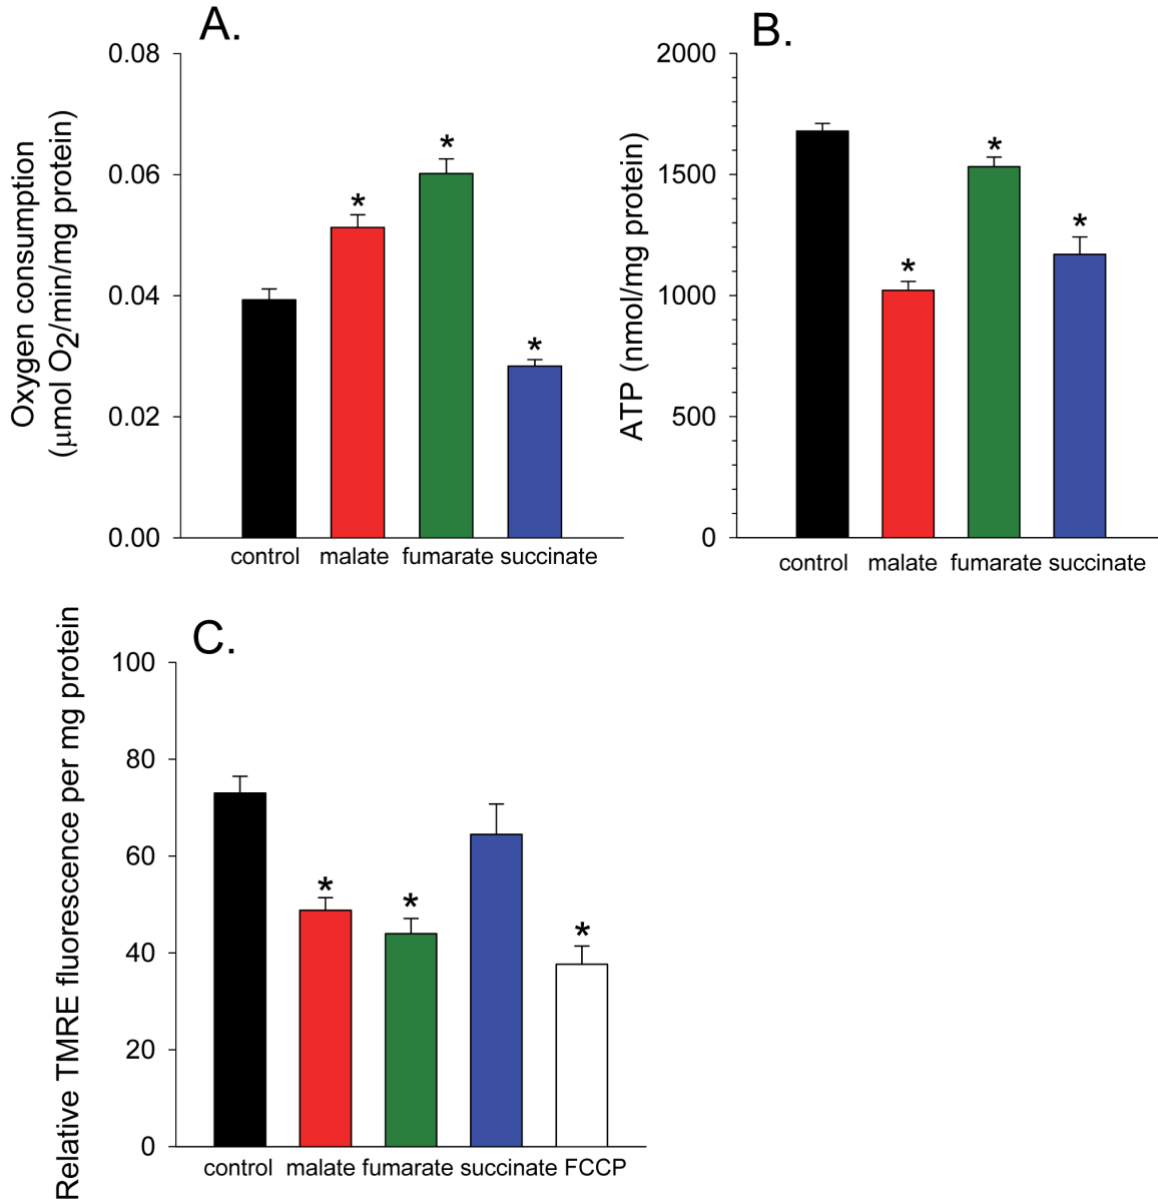 A.
Oxygen consumption
(μmol O2/min/mg protein)
0.08
0.06
0.04
0.02
0.00
*
*
*
control malate fumarate succinate
B.
ATP (nmol/mg protein)
2000
1500
1000
500
0
*
*
*
control malate fumarate succinate
C.
Relative TMRE fluorescence per mg protein
100
80
60
40
20
0
*
*
*
control malate fumarate succinate FCCP